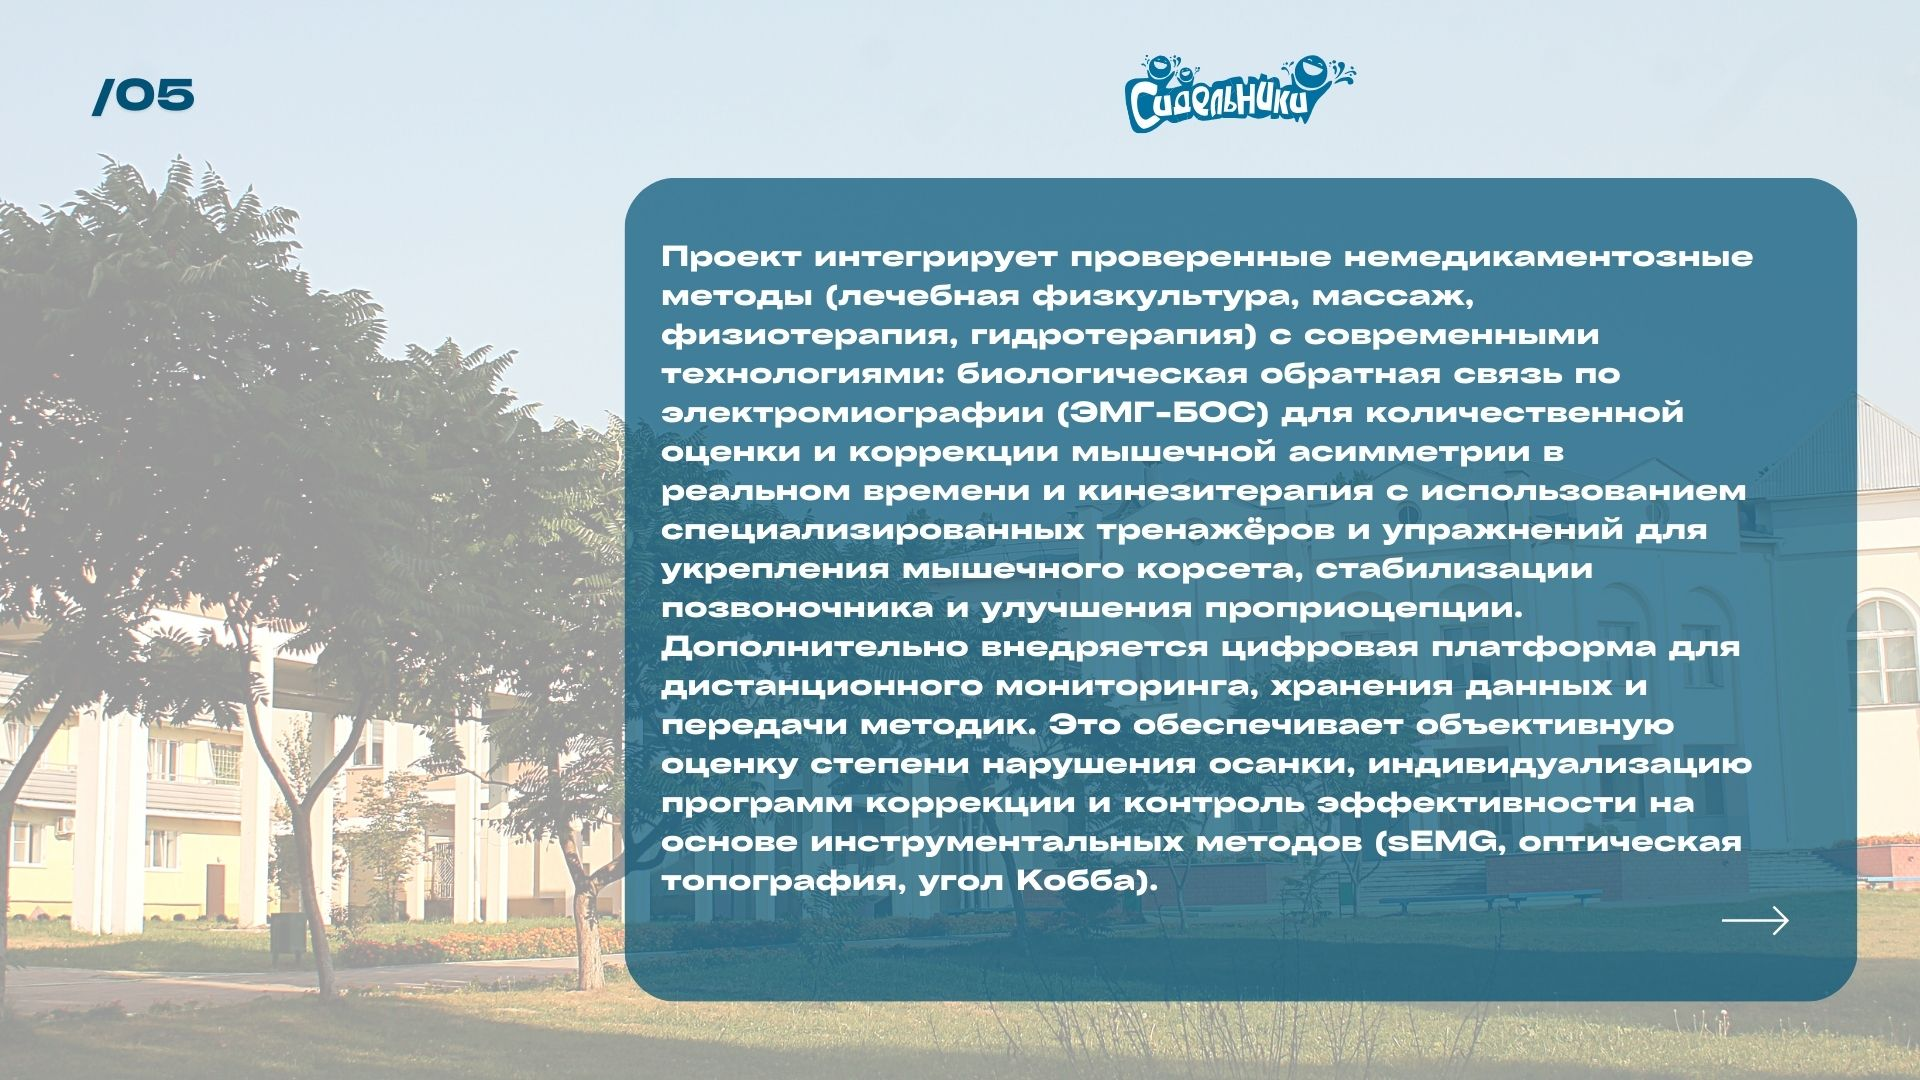 /05
Сидельники
Проект интегрирует проверенные немедикаментозные
методы (лечебная физкультура, массаж,
физиотерапия, гидротерапия) с современными
технологиями: биологическая обратная связь по
электромиографии (ЭМГ-БОС) для количественной
оценки и коррекции мышечной асимметрии в
реальном времени и кинезитерапия с использованием
специализированных тренажёров и упражнений для
укрепления мышечного корсета, стабилизации
позвоночника и улучшения проприоцепции.
Дополнительно внедряется цифровая платформа для
дистанционного мониторинга, хранения данных и
передачи методик. Это обеспечивает объективную
оценку степени нарушения осанки, индивидуализацию
программ коррекции и контроль эффективности на
основе инструментальных методов (sEMG, оптическая
топография, угол Кобба).